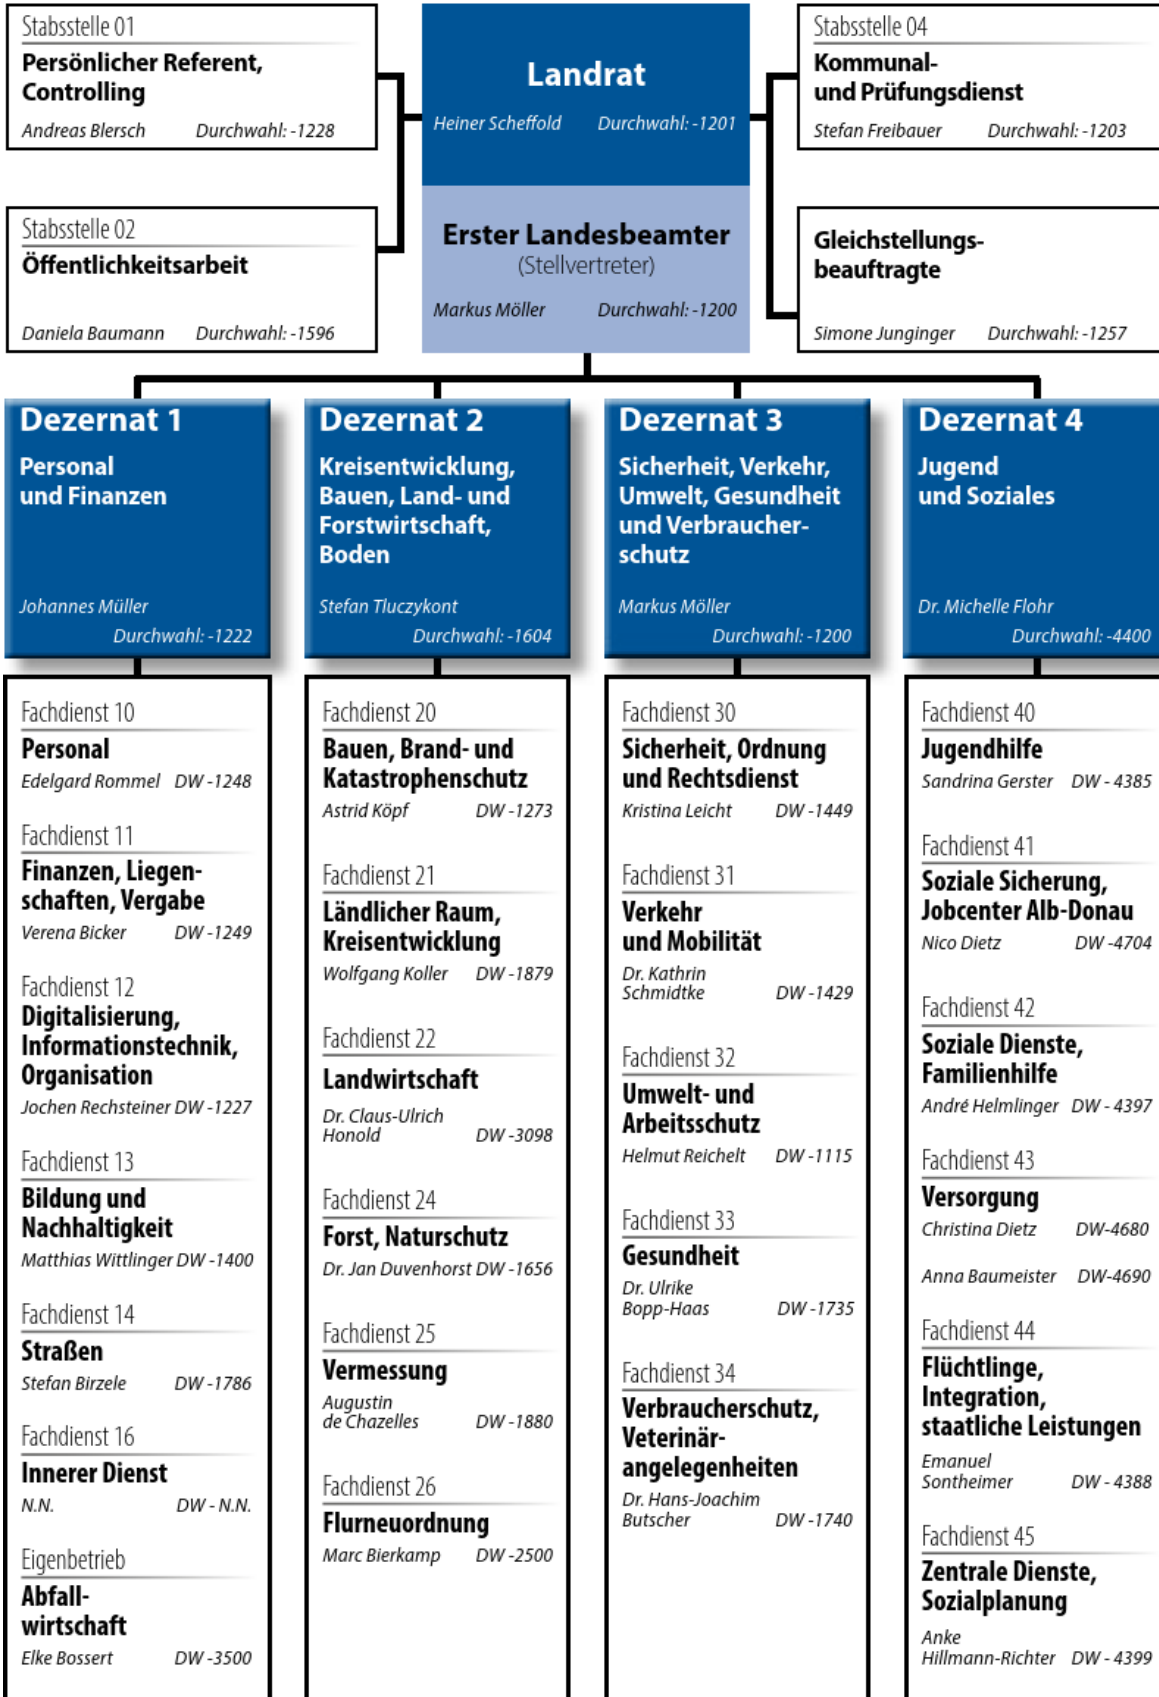 Stabsstelle 01
Persönlicher Referent,
Controlling
Andreas Blersch Durchwahl: -1228
Stabsstelle 02
Öffentlichkeitsarbeit
Daniela Baumann Durchwahl: -1596
Landrat
Heiner Scheffold Durchwahl: -1201
Erster Landesbeamter
(Stellvertreter)
Markus Möller Durchwahl: -1200
Stabsstelle 04
Kommunal-
und Prüfungsdienst
Stefan Freibauer Durchwahl: -1203
Gleichstellungs-
beauftragte
Simone Junginger Durchwahl: -1257
Dezernat 1
Personal
und Finanzen
Johannes Müller
Durchwahl: -1222
Fachdienst 10
Personal
Edelgard Rommel DW -1248
Fachdienst 11
Finanzen, Liegen-
schaften, Vergabe
Verena Bicker DW -1249
Fachdienst 12
Digitalisierung,
Informationstechnik,
Organisation
Jochen Rechsteiner DW -1227
Fachdienst 13
Bildung und
Nachhaltigkeit
Matthias Wittlinger DW -1400
Fachdienst 14
Straßen
Stefan Birzele DW -1786
Fachdienst 16
Innerer Dienst
N.N. DW - N.N.
Eigenbetrieb
Abfall-
wirtschaft
Elke Bossert DW -3500
Dezernat 2
Kreisentwicklung,
Bauen, Land- und
Forstwirtschaft,
Boden
Stefan Tluczykont
Durchwahl: -1604
Fachdienst 20
Bauen, Brand- und
Katastrophenschutz
Astrid Köpf DW -1273
Fachdienst 21
Ländlicher Raum,
Kreisentwicklung
Wolfgang Koller DW -1879
Fachdienst 22
Landwirtschaft
Dr. Claus-Ulrich
Honold DW -3098
Fachdienst 24
Forst, Naturschutz
Dr. Jan Duvenhorst DW -1656
Fachdienst 25
Vermessung
Augustin
de Chazelles DW -1880
Fachdienst 26
Flurneuordnung
Marc Bierkamp DW -2500
Dezernat 3
Sicherheit, Verkehr,
Umwelt, Gesundheit
und Verbraucher-
schutz
Markus Möller
Durchwahl: -1200
Fachdienst 30
Sicherheit, Ordnung
und Rechtsdienst
Kristina Leicht DW -1449
Fachdienst 31
Verkehr
und Mobilität
Dr. Kathrin
Schmidtke DW -1429
Fachdienst 32
Umwelt- und
Arbeitsschutz
Helmut Reichelt DW -1115
Fachdienst 33
Gesundheit
Dr. Ulrike
Bopp-Haas DW -1735
Fachdienst 34
Verbraucherschutz,
Veterinär-
angelegenheiten
Dr. Hans-Joachim
Butscher DW -1740
Dezernat 4
Jugend
und Soziales
Dr. Michelle Flohr
Durchwahl: -4400
Fachdienst 40
Jugendhilfe
Sandrina Gerster DW - 4385
Fachdienst 41
Soziale Sicherung,
Jobcenter Alb-Donau
Nico Dietz DW -4704
Fachdienst 42
Soziale Dienste,
Familienhilfe
André Helmlinger DW - 4397
Fachdienst 43
Versorgung
Christina Dietz DW-4680
Anna Baumeister DW-4690
Fachdienst 44
Flüchtlinge,
Integration,
staatliche Leistungen
Emanuel
Sontheimer DW - 4388
Fachdienst 45
Zentrale Dienste,
Sozialplanung
Anke
Hillmann-Richter DW - 4399